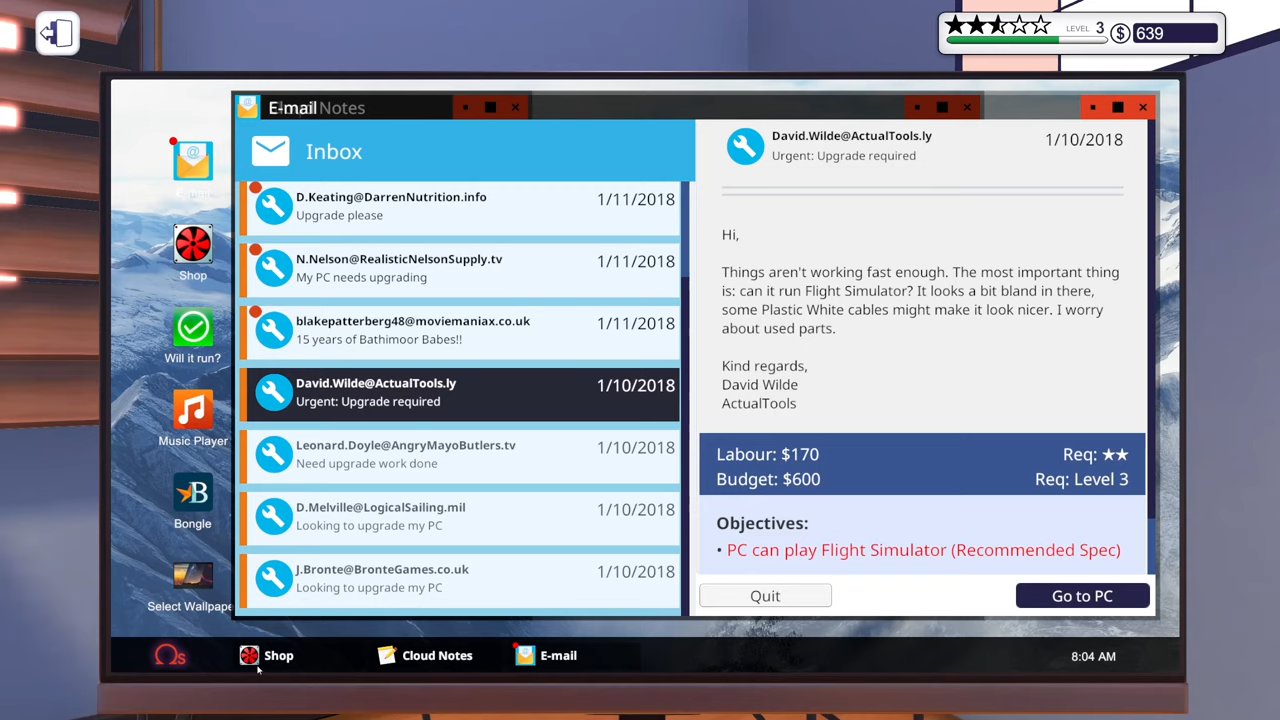 LEVEL 3 $ 639
E-mail Notes
Inbox
D.Keating@DarrenNutrition.info 1/11/2018
Upgrade please
N.Nelson@RealisticNelsonSupply.tv 1/11/2018
My PC needs upgrading
blakepatterberg48@moviemaniax.co.uk 1/11/2018
15 years of Bathimoor Babes!!
David.Wilde@ActualTools.ly 1/10/2018
Urgent: Upgrade required
Leonard.Doyle@AngryMayoButlers.tv 1/10/2018
Need upgrade work done
D.Melville@LogicalSailing.mil 1/10/2018
Looking to upgrade my PC
J.Bronte@BronteGames.co.uk 1/10/2018
Looking to upgrade my PC
David.Wilde@ActualTools.ly 1/10/2018
Urgent: Upgrade required
Hi,
Things aren't working fast enough. The most important thing
is: can it run Flight Simulator? It looks a bit bland in there,
some Plastic White cables might make it look nicer. I worry
about used parts.
Kind regards,
David Wilde
ActualTools
Labour: $170 Req: ★★
Budget: $600 Req: Level 3
Objectives:
• PC can play Flight Simulator (Recommended Spec)
Quit Go to PC
Shop
Will it run?
Music Player
Bongle
Select Wallpape
Ωs Shop Cloud Notes E-mail 8:04 AM